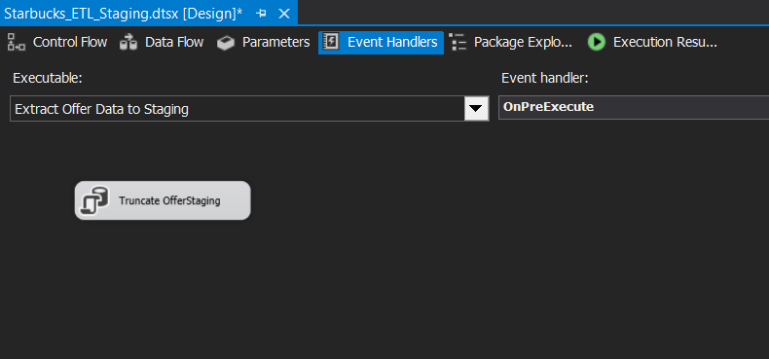 Starbucks_ETL_Staging.dtsx [Design]*
Control Flow Data Flow Parameters Event Handlers Package Explo... Execution Resu...
Executable: Event handler:
Extract Offer Data to Staging OnPreExecute
Truncate OfferStaging